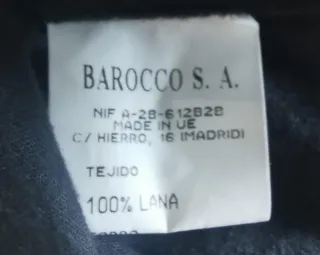 BAROCCO S. A.
NIF A-28-612828
MADE IN UE
C/ HIERRO, 16 (MADRID)
TEJIDO
100% LANA